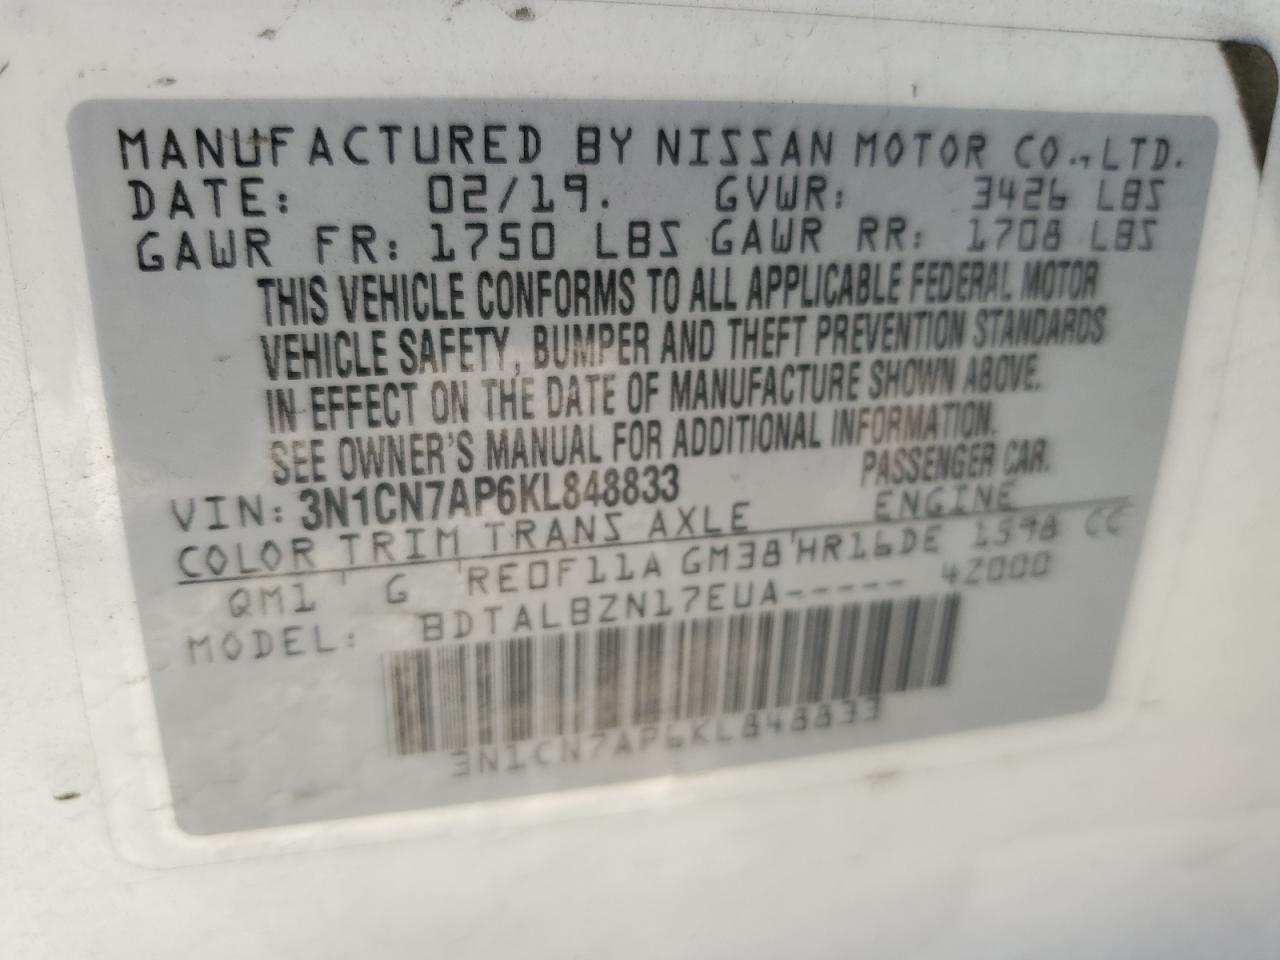 MANUFACTURED BY NISSAN MOTOR CO., LTD.
DATE: 02/19. GVWR: 3426 LBS
GAWR FR: 1750 LBS GAWR RR: 1708 LBS
THIS VEHICLE CONFORMS TO ALL APPLICABLE FEDERAL MOTOR
VEHICLE SAFETY, BUMPER AND THEFT PREVENTION STANDARDS
IN EFFECT ON THE DATE OF MANUFACTURE SHOWN ABOVE.
SEE OWNER'S MANUAL FOR ADDITIONAL INFORMATION.
VIN: 3N1CN7AP6KL848833 PASSENGER CAR.
COLOR TRIM TRANS AXLE ENGINE
QM1 G RE0F11A GM38 HR16DE 1598 CC
MODEL: BDTALBZN17EUA----- 4Z000
3N1CN7AP6KL848833